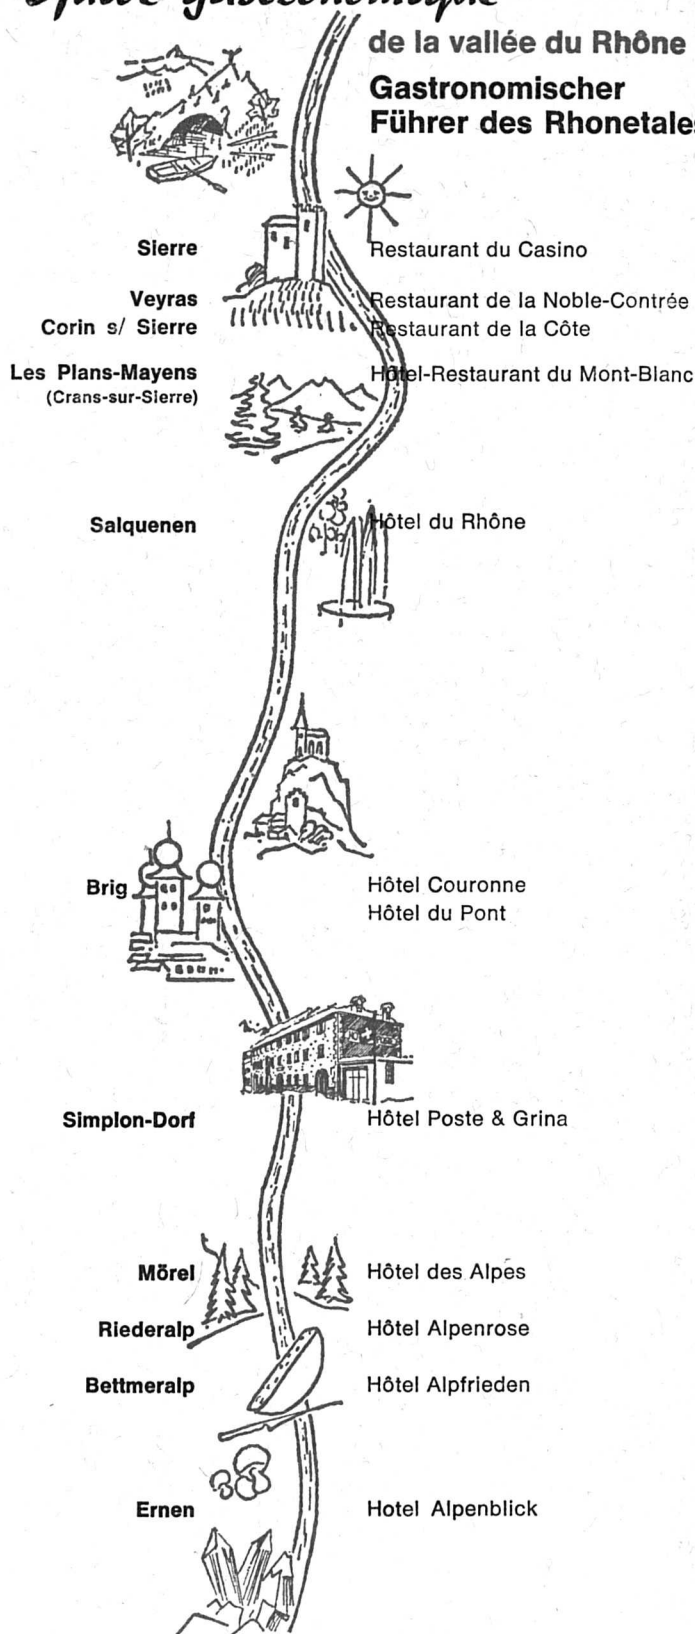 gastronomique
de la vallée du Rhône
Gastronomischer
Führer des Rhonetales
Sierre Restaurant du Casino
Veyras Restaurant de la Noble-Contrée
Corin s/ Sierre Restaurant de la Côte
Les Plans-Mayens Hôtel-Restaurant du Mont-Blanc
(Crans-sur-Sierre)
Salquenen Hôtel du Rhône
Brig Hôtel Couronne
Hôtel du Pont
Simplon-Dorf Hôtel Poste & Grina
Mörel Hôtel des Alpes
Riederalp Hôtel Alpenrose
Bettmeralp Hôtel Alpfrieden
Ernen Hotel Alpenblick